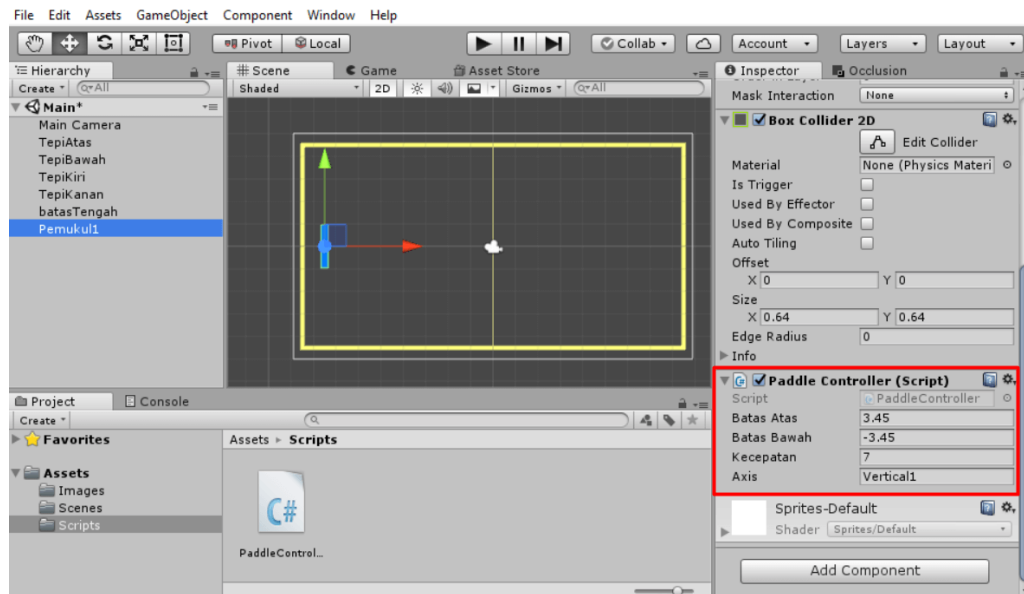 File Edit Assets GameObject Component Window Help
Pivot Local Collab Account Layers Layout
Hierarchy
Create All
Main*
Main Camera
TepiAtas
TepiBawah
TepiKiri
TepiKanan
batasTengah
Pemukul1
Scene Game Asset Store
Shaded 2D Gizmos All
Project Console
Create
Favorites
Assets
Images
Scenes
Scripts
Assets Scripts
C#
PaddleControl...
Inspector Occlusion
Mask Interaction None
Box Collider 2D
Edit Collider
Material None (Physics Materi
Is Trigger
Used By Effector
Used By Composite
Auto Tiling
Offset
X 0 Y 0
Size
X 0.64 Y 0.64
Edge Radius 0
Info
Paddle Controller (Script)
Script PaddleController
Batas Atas 3.45
Batas Bawah -3.45
Kecepatan 7
Axis Vertical1
Sprites-Default
Shader Sprites/Default
Add Component